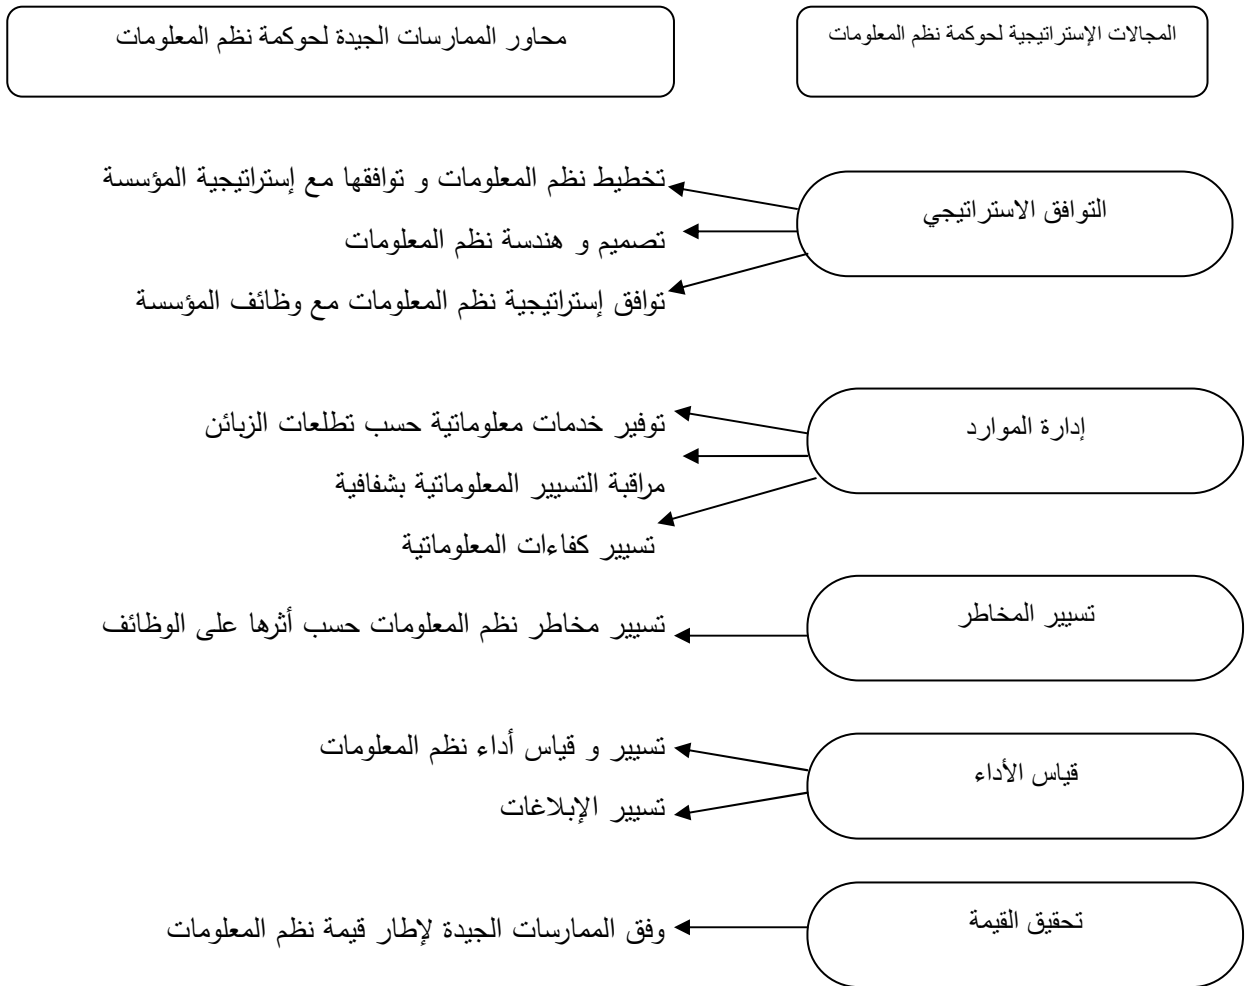 المجالات الإستراتيجية لحوكمة نظم المعلومات
محاور الممارسات الجيدة لحوكمة نظم المعلومات
التوافق الاستراتيجي
تخطيط نظم المعلومات و توافقها مع إستراتيجية المؤسسة
تصميم و هندسة نظم المعلومات
توافق إستراتيجية نظم المعلومات مع وظائف المؤسسة
إدارة الموارد
توفير خدمات معلوماتية حسب تطلعات الزبائن
مراقبة التسيير المعلوماتية بشفافية
تسيير كفاءات المعلوماتية
تسيير المخاطر
تسيير مخاطر نظم المعلومات حسب أثرها على الوظائف
قياس الأداء
تسيير و قياس أداء نظم المعلومات
تسيير الإبلاغات
تحقيق القيمة
وفق الممارسات الجيدة لإطار قيمة نظم المعلومات